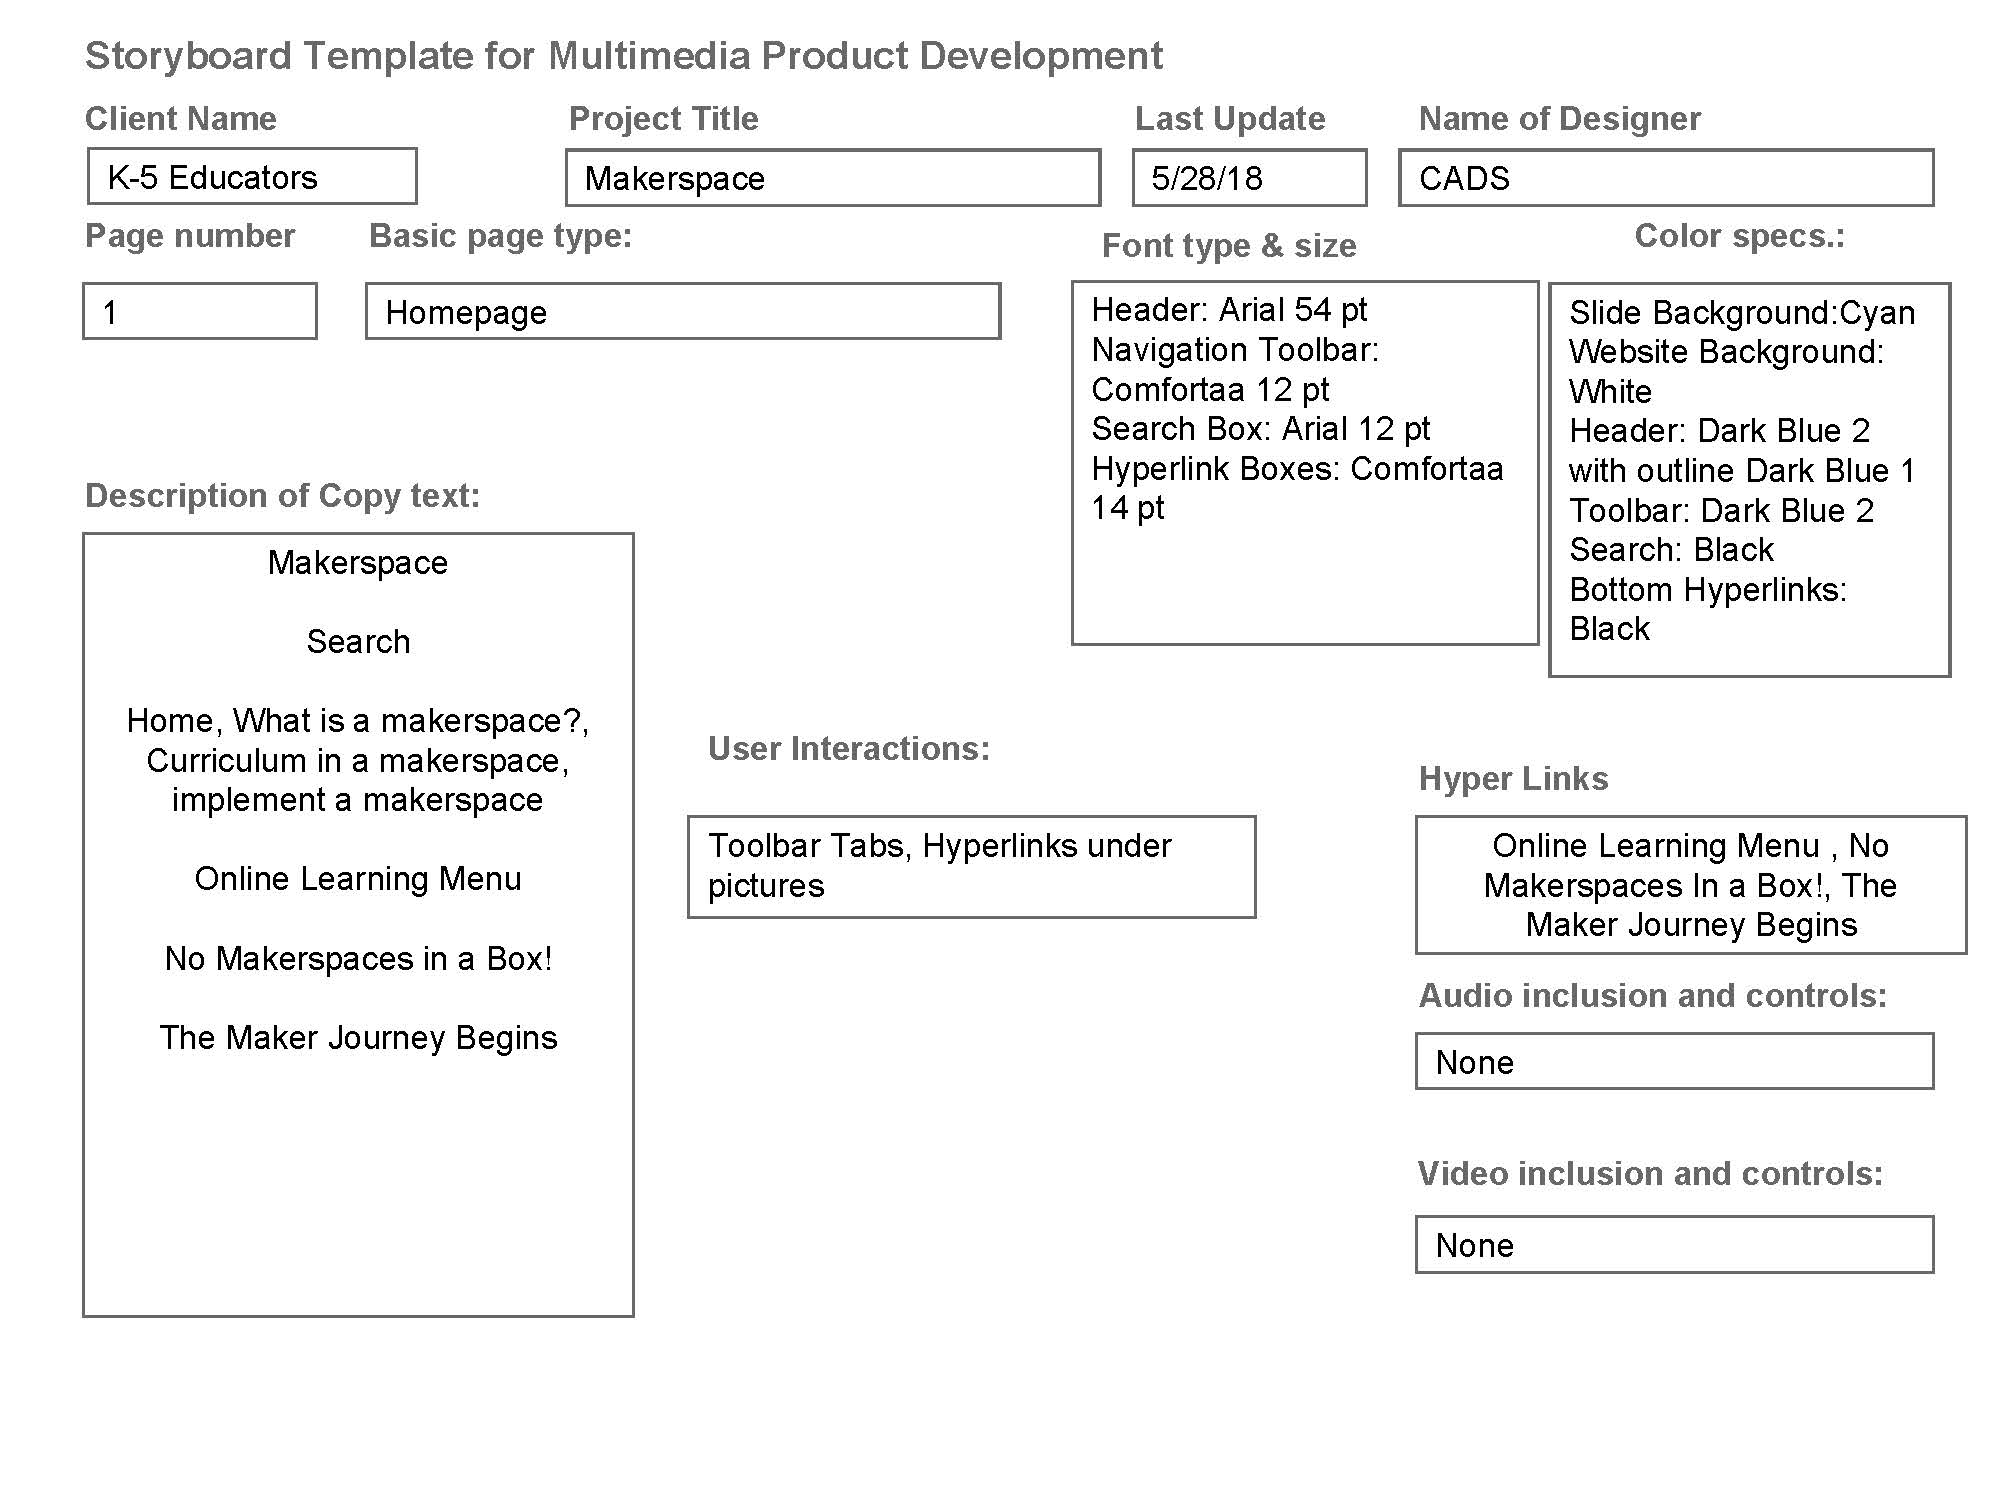 Storyboard Template for Multimedia Product Development
Client Name
K-5 Educators
Project Title
Makerspace
Last Update
5/28/18
Name of Designer
CADS
Page number
1
Basic page type:
Homepage
Font type & size
Header: Arial 54 pt
Navigation Toolbar:
Comfortaa 12 pt
Search Box: Arial 12 pt
Hyperlink Boxes: Comfortaa
14 pt
Color specs.:
Slide Background:Cyan
Website Background:
White
Header: Dark Blue 2
with outline Dark Blue 1
Toolbar: Dark Blue 2
Search: Black
Bottom Hyperlinks:
Black
Description of Copy text:
Makerspace
Search
Home, What is a makerspace?,
Curriculum in a makerspace,
implement a makerspace
Online Learning Menu
No Makerspaces in a Box!
The Maker Journey Begins
User Interactions:
Toolbar Tabs, Hyperlinks under
pictures
Hyper Links
Online Learning Menu , No
Makerspaces In a Box!, The
Maker Journey Begins
Audio inclusion and controls:
None
Video inclusion and controls:
None